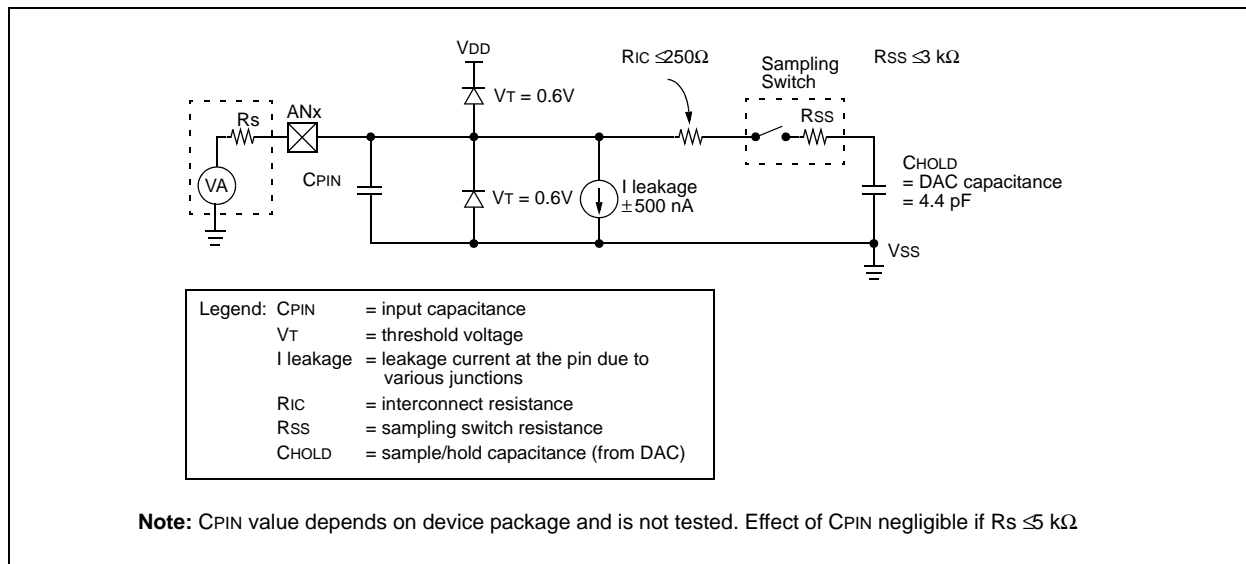 VDD
RIC ≤250Ω
Sampling
Switch
RSS ≤3 kΩ
VT = 0.6V
ANx
Rs
RSS
VA
CPIN
VT = 0.6V
I leakage
±500 nA
CHOLD
= DAC capacitance
= 4.4 pF
VSS
Legend: CPIN = input capacitance
VT = threshold voltage
I leakage = leakage current at the pin due to
various junctions
RIC = interconnect resistance
RSS = sampling switch resistance
CHOLD = sample/hold capacitance (from DAC)
Note: CPIN value depends on device package and is not tested. Effect of CPIN negligible if Rs ≤5 kΩ